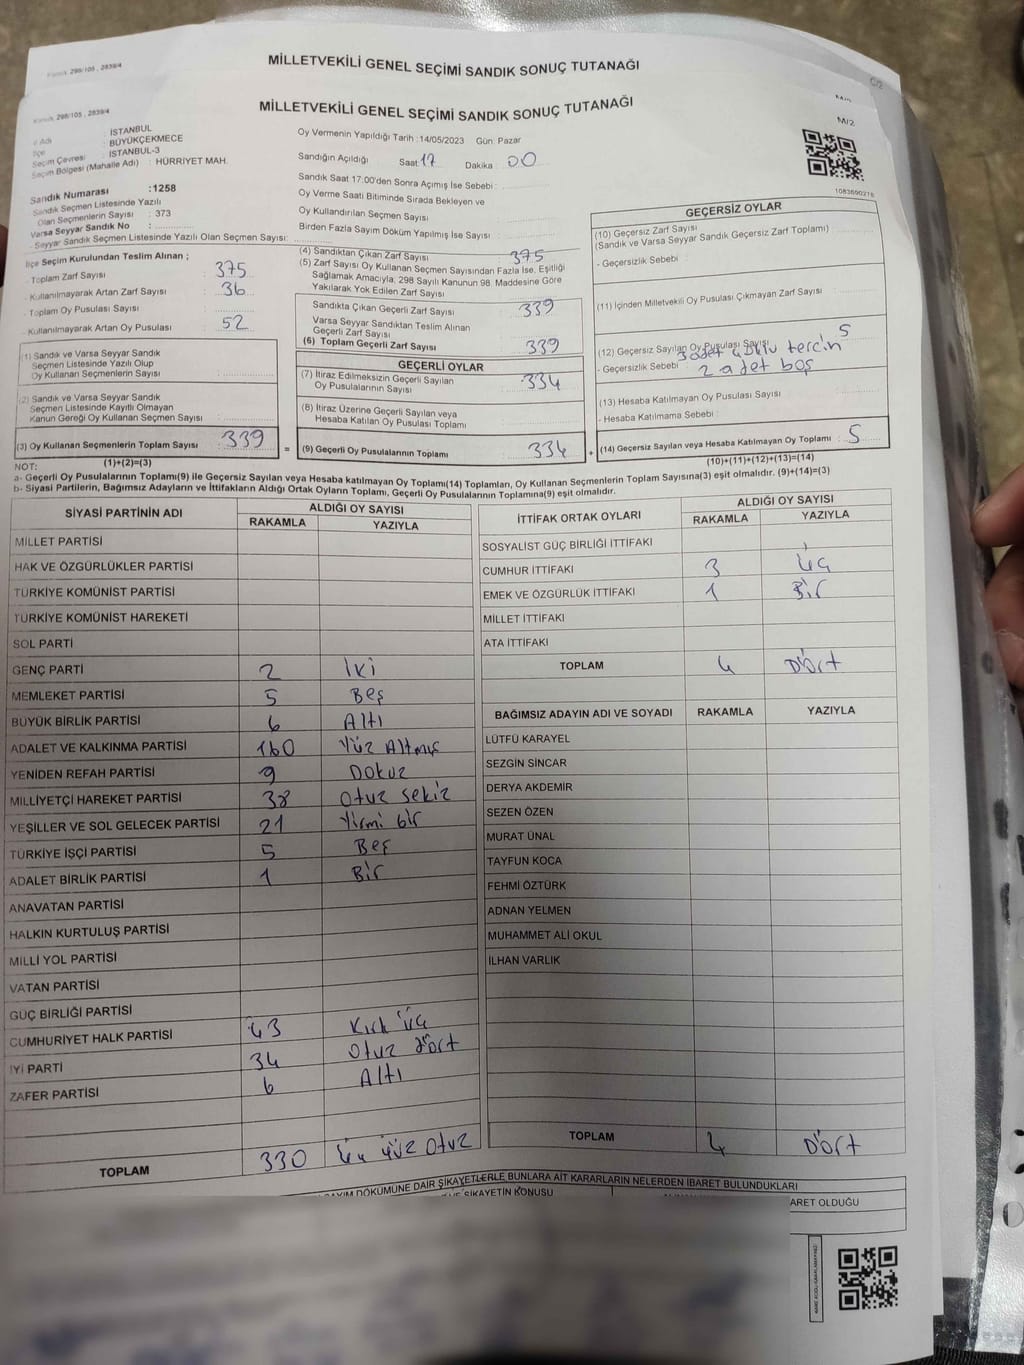 Kanun 298/105 , 2839/4
MİLLETVEKİLİ GENEL SEÇİMİ SANDIK SONUÇ TUTANAĞI
Kanun 298/105 , 2839/4
MİLLETVEKİLİ GENEL SEÇİMİ SANDIK SONUÇ TUTANAĞI
M/2
İl Adı : İSTANBUL
İlçe : BÜYÜKÇEKMECE
Seçim Çevresi : İSTANBUL-3
Seçim Bölgesi (Mahalle Adı) : HÜRRİYET MAH.
Sandık Numarası :1258
Sandık Seçmen Listesinde Yazılı
Olan Seçmenlerin Sayısı : 373
Varsa Seyyar Sandık No :
- Seyyar Sandık Seçmen Listesinde Yazılı Olan Seçmen Sayısı:
İlçe Seçim Kurulundan Teslim Alınan ;
- Toplam Zarf Sayısı : 375
- Kullanılmayarak Artan Zarf Sayısı : 36
- Toplam Oy Pusulası Sayısı :
- Kullanılmayarak Artan Oy Pusulası : 52
(1) Sandık ve Varsa Seyyar Sandık
Seçmen Listesinde Yazılı Olup
Oy Kullanan Seçmenlerin Sayısı :
(2) Sandık ve Varsa Seyyar Sandık
Seçmen Listesinde Kayıtlı Olmayan
Kanun Gereği Oy Kullanan Seçmen Sayısı :
(3) Oy Kullanan Seçmenlerin Toplam Sayısı : 339
(1)+(2)=(3)
Oy Vermenin Yapıldığı Tarih :14/05/2023 Gün: Pazar
Sandığın Açıldığı Saat: 17 Dakika : 00
Sandık Saat 17:00'den Sonra Açımış İse Sebebi :
Oy Verme Saati Bitiminde Sırada Bekleyen ve
Oy Kullandırılan Seçmen Sayısı :
Birden Fazla Sayım Döküm Yapılmış İse Sayısı :
(4) Sandıktan Çıkan Zarf Sayısı : 375
(5) Zarf Sayısı Oy Kullanan Seçmen Sayısından Fazla İse, Eşitliği
Sağlamak Amacıyla, 298 Sayılı Kanunun 98. Maddesine Göre
Yakılarak Yok Edilen Zarf Sayısı :
Sandıkta Çıkan Geçerli Zarf Sayısı : 339
Varsa Seyyar Sandıktan Teslim Alınan
Geçerli Zarf Sayısı :
(6) Toplam Geçerli Zarf Sayısı : 339
GEÇERLİ OYLAR
(7) İtiraz Edilmeksizin Geçerli Sayılan
Oy Pusulalarının Sayısı : 334
(8) İtiraz Üzerine Geçerli Sayılan veya
Hesaba Katılan Oy Pusulası Toplamı :
= (9) Geçerli Oy Pusulalarının Toplamı : 334
1083690216
GEÇERSİZ OYLAR
(10) Geçersiz Zarf Sayısı :
(Sandık ve Varsa Seyyar Sandık Geçersiz Zarf Toplamı)
- Geçersizlik Sebebi :
(11) İçinden Milletvekili Oy Pusulası Çıkmayan Zarf Sayısı :
(12) Geçersiz Sayılan Oy Pusulası Sayısı : 5
- Geçersizlik Sebebi : 3 adet çoklu tercih
2 adet boş
(13) Hesaba Katılmayan Oy Pusulası Sayısı :
- Hesaba Katılmama Sebebi :
+ (14) Geçersiz Sayılan veya Hesaba Katılmayan Oy Toplamı : 5
(10)+(11)+(12)+(13)=(14)
NOT:
a- Geçerli Oy Pusulalarının Toplamı(9) ile Geçersiz Sayılan veya Hesaba katılmayan Oy Toplamı(14) Toplamları, Oy Kullanan Seçmenlerin Toplam Sayısına(3) eşit olmalıdır. (9)+(14)=(3)
b- Siyasi Partilerin, Bağımsız Adayların ve İttifakların Aldığı Ortak Oyların Toplamı, Geçerli Oy Pusulalarının Toplamına(9) eşit olmalıdır.
SİYASİ PARTİNİN ADI ALDIĞI OY SAYISI
RAKAMLA YAZIYLA
MİLLET PARTİSİ
HAK VE ÖZGÜRLÜKLER PARTİSİ
TÜRKİYE KOMÜNİST PARTİSİ
TÜRKİYE KOMÜNİST HAREKETİ
SOL PARTİ
GENÇ PARTİ 2 İki
MEMLEKET PARTİSİ 5 Beş
BÜYÜK BİRLİK PARTİSİ 6 Altı
ADALET VE KALKINMA PARTİSİ 160 Yüz Altmış
YENİDEN REFAH PARTİSİ 9 Dokuz
MİLLİYETÇİ HAREKET PARTİSİ 38 Otuz sekiz
YEŞİLLER VE SOL GELECEK PARTİSİ 21 Yirmi bir
TÜRKİYE İŞÇİ PARTİSİ 5 Beş
ADALET BİRLİK PARTİSİ 1 Bir
ANAVATAN PARTİSİ
HALKIN KURTULUŞ PARTİSİ
MİLLİ YOL PARTİSİ
VATAN PARTİSİ
GÜÇ BİRLİĞİ PARTİSİ
CUMHURİYET HALK PARTİSİ 43 Kırk üç
İYİ PARTİ 34 Otuz dört
ZAFER PARTİSİ 6 Altı
TOPLAM 330 üç yüz Otuz
İTTİFAK ORTAK OYLARI ALDIĞI OY SAYISI
RAKAMLA YAZIYLA
SOSYALİST GÜÇ BİRLİĞİ İTTİFAKI
CUMHUR İTTİFAKI 3 üç
EMEK VE ÖZGÜRLÜK İTTİFAKI 1 Bir
MİLLET İTTİFAKI
ATA İTTİFAKI
TOPLAM 4 Dört
BAĞIMSIZ ADAYIN ADI VE SOYADI RAKAMLA YAZIYLA
LÜTFÜ KARAYEL
SEZGİN SİNCAR
DERYA AKDEMİR
SEZEN ÖZEN
MURAT ÜNAL
TAYFUN KOCA
FEHMİ ÖZTÜRK
ADNAN YELMEN
MUHAMMET ALİ OKUL
İLHAN VARLIK
TOPLAM 4 Dört
SAYIM DÖKÜMÜNE DAİR ŞİKAYETLERLE BUNLARA AİT KARARLARIN NELERDEN İBARET BULUNDUKLARI
ŞİKAYETİN KONUSU
İBARET OLDUĞU